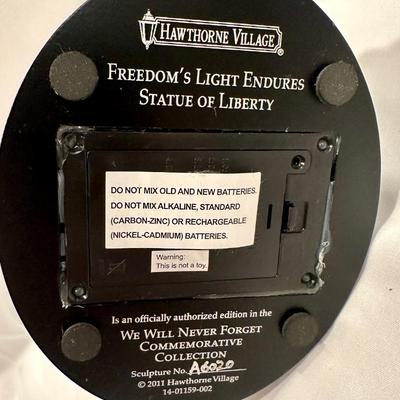 HAWTHORNE VILLAGE®
FREEDOM'S LIGHT ENDURES
STATUE OF LIBERTY
DO NOT MIX OLD AND NEW BATTERIES.
DO NOT MIX ALKALINE, STANDARD
(CARBON-ZINC) OR RECHARGEABLE
(NICKEL-CADMIUM) BATTERIES.
Warning:
This is not a toy.
Is an officially authorized edition in the
WE WILL NEVER FORGET
COMMEMORATIVE
COLLECTION
Sculpture No. A6020
© 2011 Hawthorne Village
14-01159-002